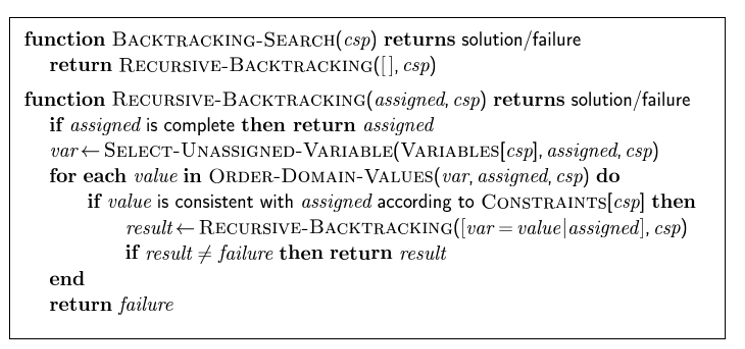 function BACKTRACKING-SEARCH(csp) returns solution/failure
return RECURSIVE-BACKTRACKING([ ], csp)
function RECURSIVE-BACKTRACKING(assigned, csp) returns solution/failure
if assigned is complete then return assigned
var ← SELECT-UNASSIGNED-VARIABLE(VARIABLES[csp], assigned, csp)
for each value in ORDER-DOMAIN-VALUES(var, assigned, csp) do
if value is consistent with assigned according to CONSTRAINTS[csp] then
result ← RECURSIVE-BACKTRACKING([var = value|assigned], csp)
if result ≠ failure then return result
end
return failure